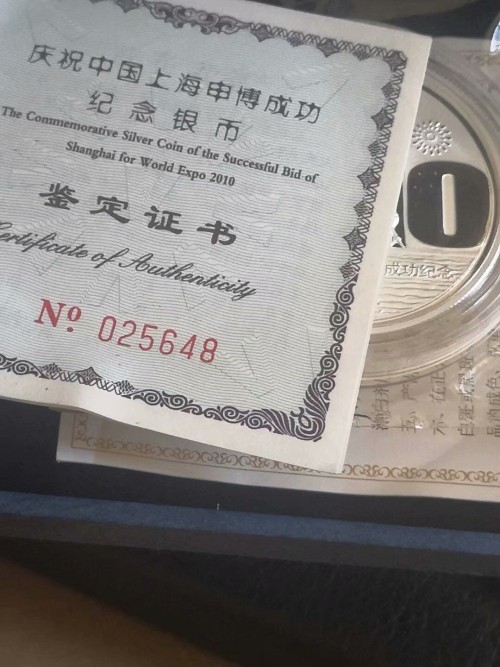 庆祝中国上海申博成功
纪念银币
The Commemorative Silver Coin of the Successful Bid of
Shanghai for World Expo 2010
鉴定证书
Certificate of Authenticity
Nº 025648
10
成功纪念